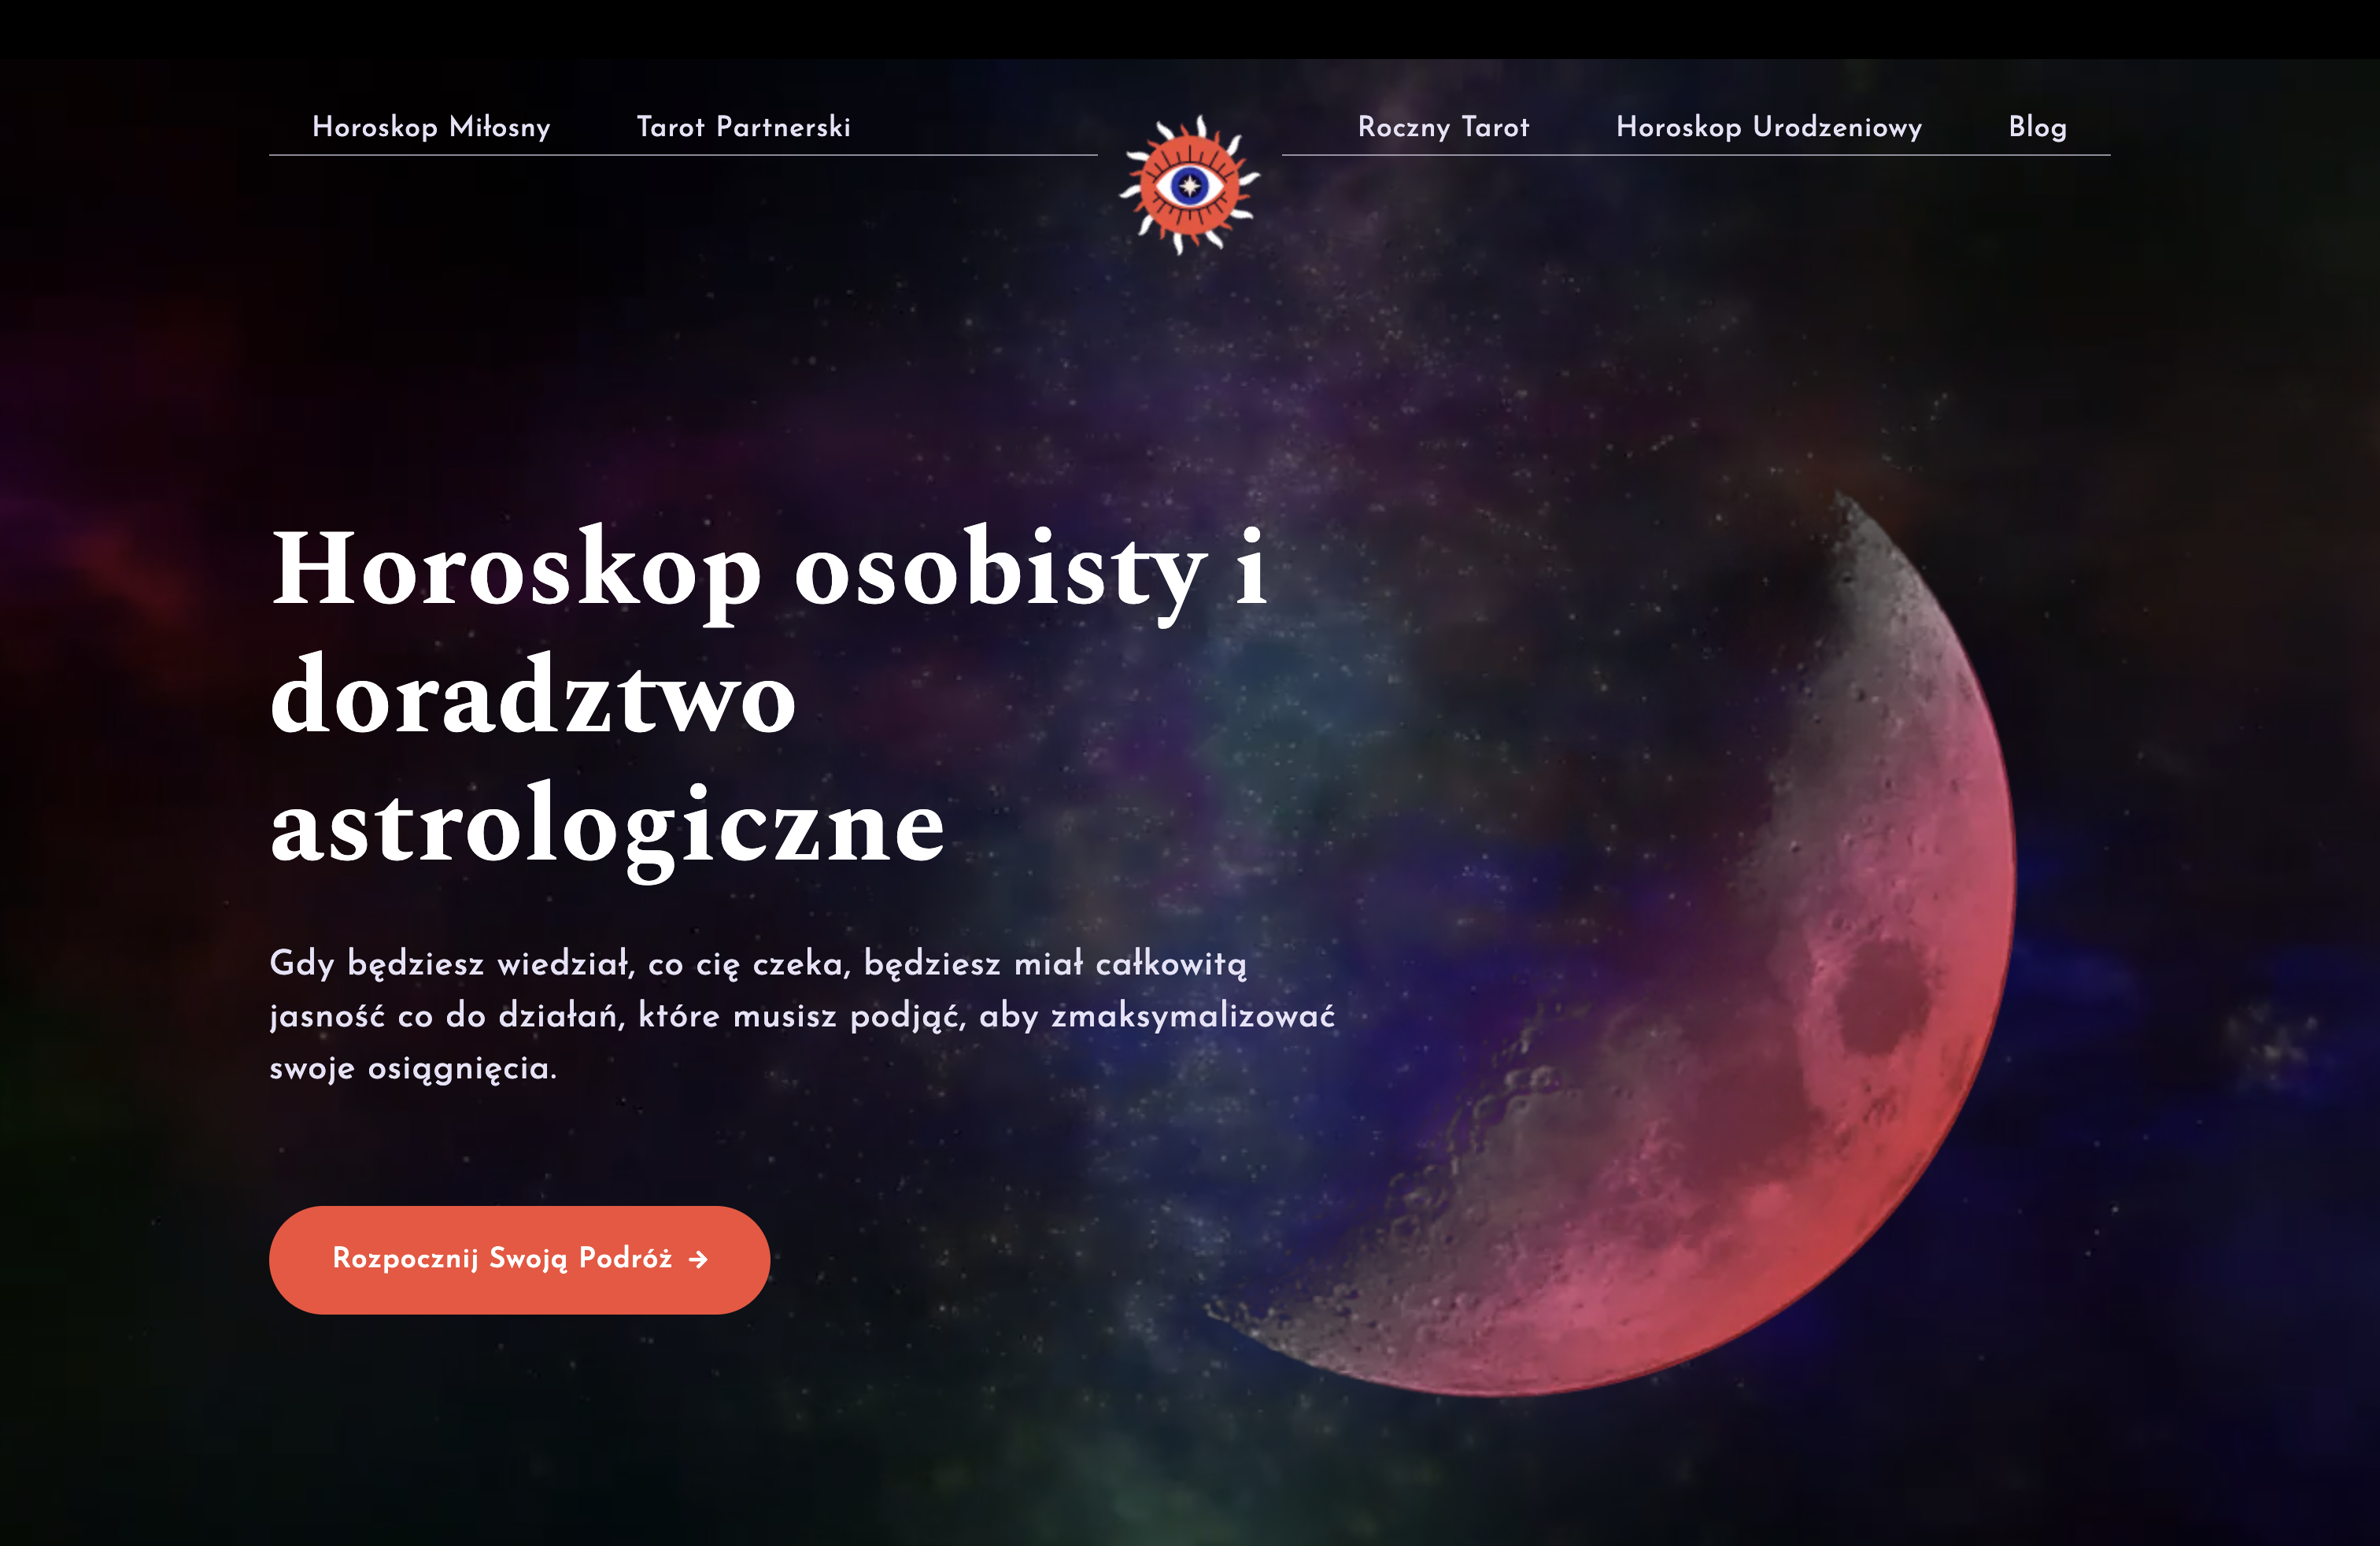 Horoskop Miłosny Tarot Partnerski Roczny Tarot Horoskop Urodzeniowy Blog
Horoskop osobisty i
doradztwo
astrologiczne
Gdy będziesz wiedział, co cię czeka, będziesz miał całkowitą
jasność co do działań, które musisz podjąć, aby zmaksymalizować
swoje osiągnięcia.
Rozpocznij Swoją Podróż →